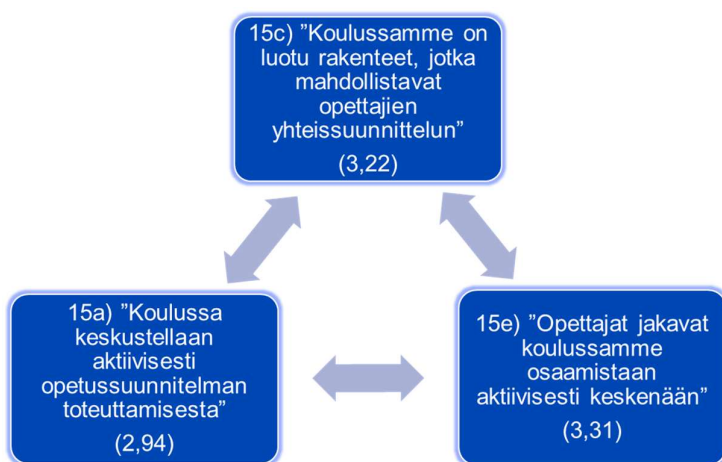 15c) ”Koulussamme on
luotu rakenteet, jotka
mahdollistavat
opettajien
yhteissuunnittelun”
(3,22)
15a) ”Koulussa
keskustellaan
aktiivisesti
opetussuunnitelman
toteuttamisesta”
(2,94)
15e) ”Opettajat jakavat
koulussamme
osaamistaan
aktiivisesti keskenään”
(3,31)